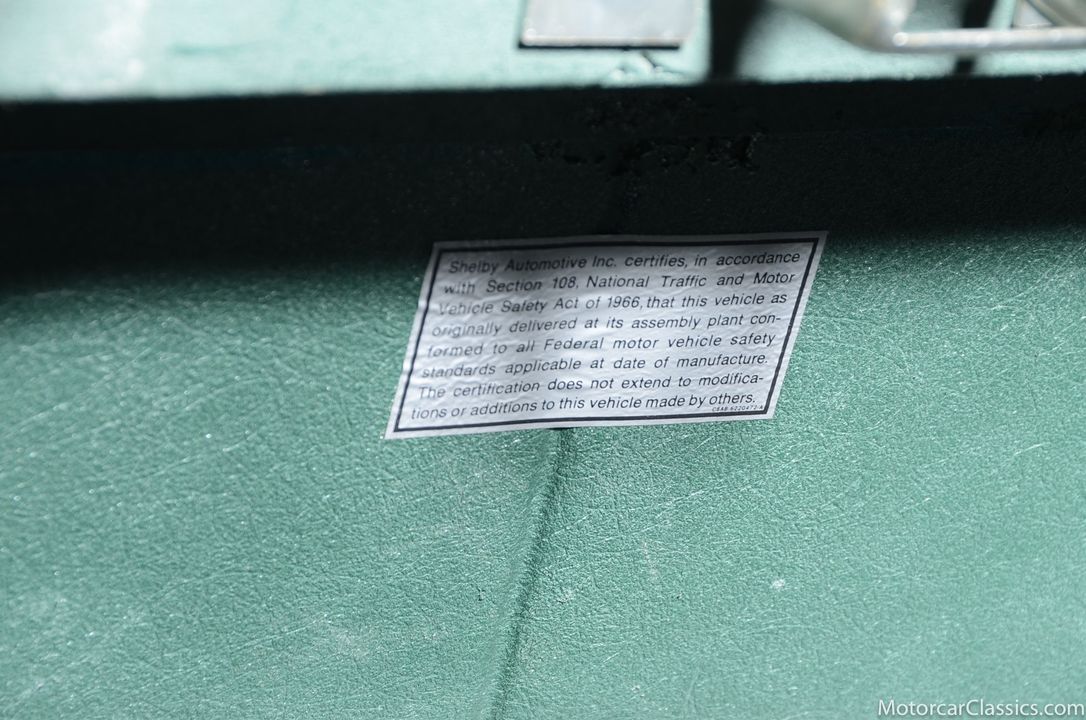 Shelby Automotive Inc. certifies, in accordance
with Section 108, National Traffic and Motor
Vehicle Safety Act of 1966, that this vehicle as
originally delivered at its assembly plant con-
formed to all Federal motor vehicle safety
standards applicable at date of manufacture.
The certification does not extend to modifica-
tions or additions to this vehicle made by others.
MotorcarClassics.com